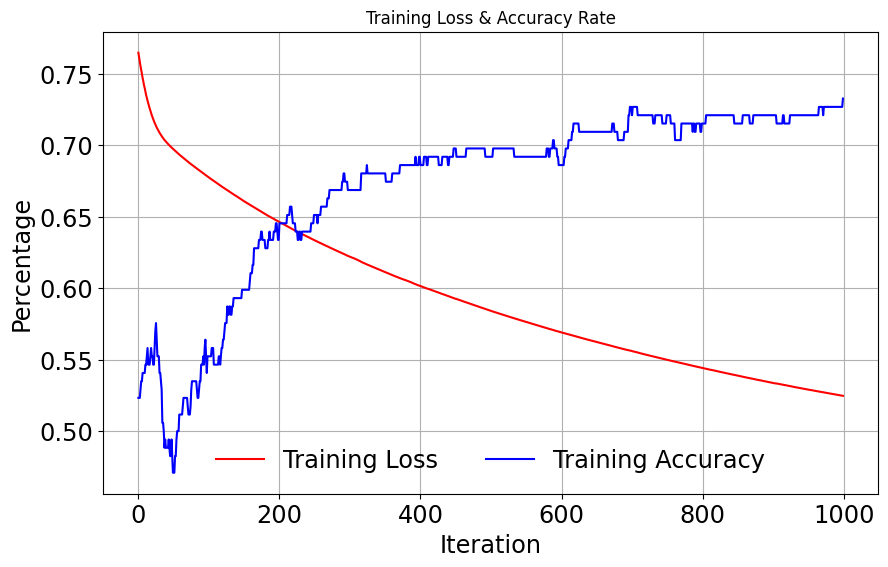 Training Loss & Accuracy Rate
Percentage
0.75
0.70
0.65
0.60
0.55
0.50
Training Loss
Training Accuracy
0
200
400
600
800
1000
Iteration